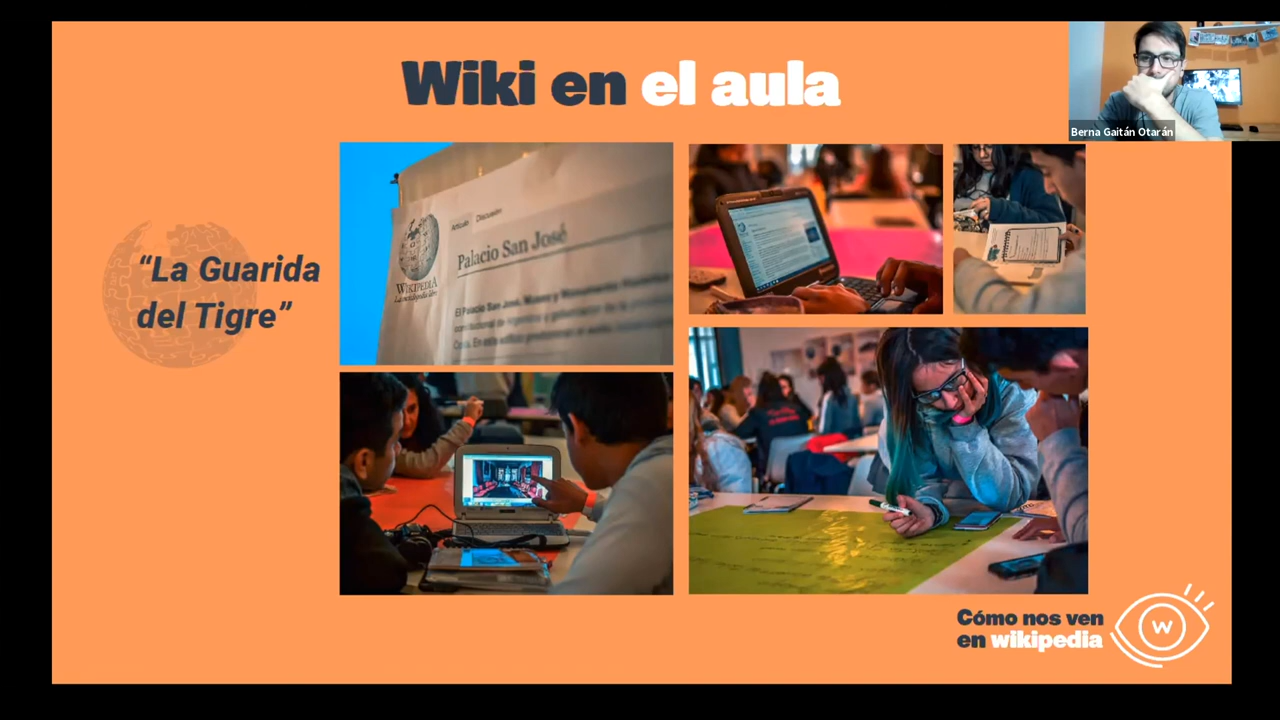 Wiki en el aula
Berna Gaitán Otarán
“La Guarida
del Tigre”
Artículo Discusión
Palacio San José
WIKIPEDIA
La enciclopedia libre
El Palacio San José, Museo y Monumento
Cómo nos ven
en wikipedia
W